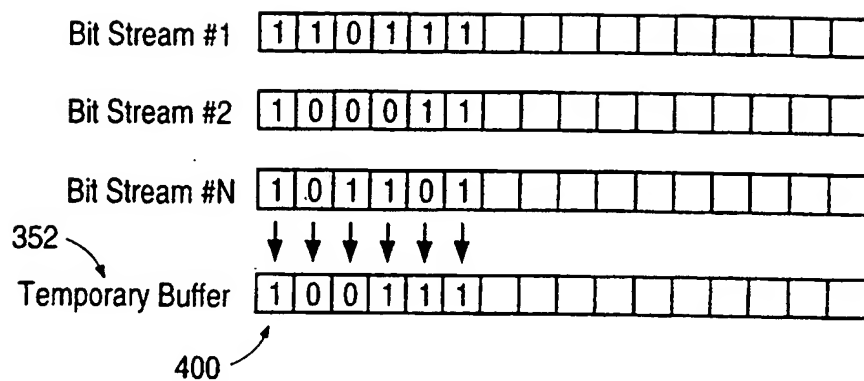 Bit Stream #1 1 1 0 1 1 1
Bit Stream #2 1 0 0 0 1 1
Bit Stream #N 1 0 1 1 0 1
352
Temporary Buffer 1 0 0 1 1 1
400